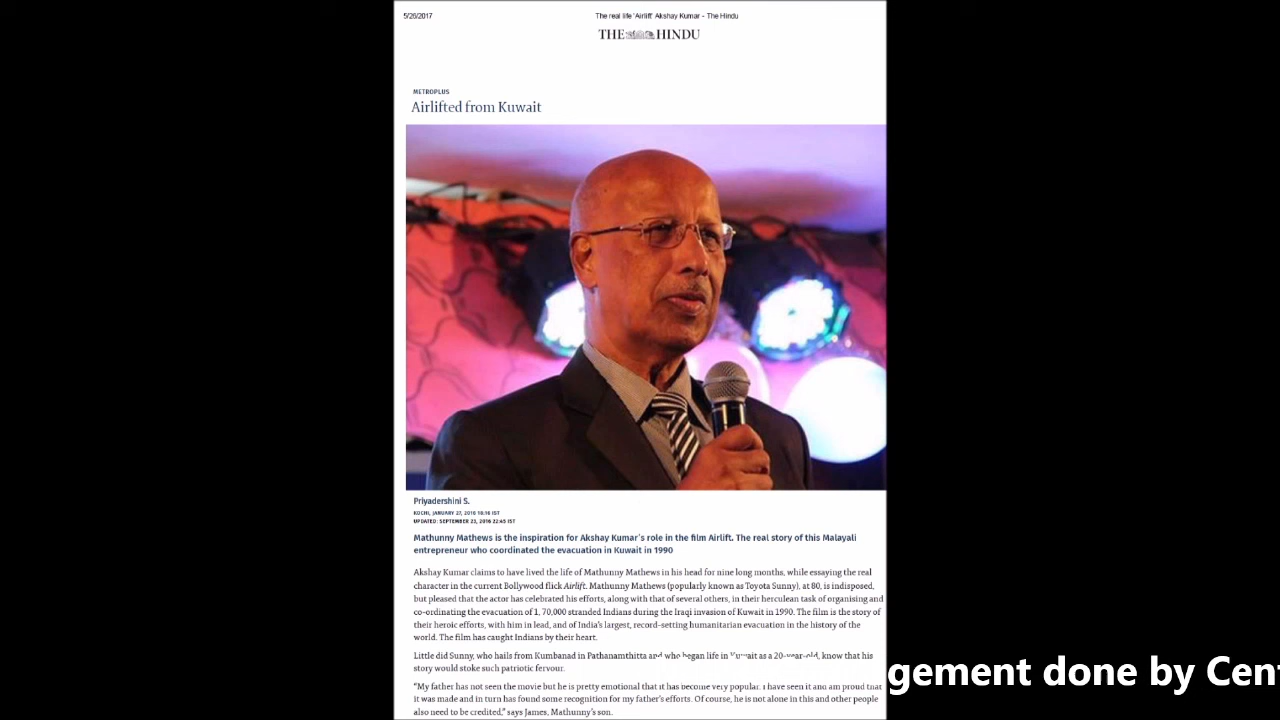 5/26/2017
The real life 'Airlift' Akshay Kumar - The Hindu
THE HINDU
METROPLUS
Airlifted from Kuwait
Priyadershini S.
KOCHI, JANUARY 27, 2016 16:16 IST
UPDATED: SEPTEMBER 23, 2016 22:45 IST
Mathunny Mathews is the inspiration for Akshay Kumar's role in the film Airlift. The real story of this Malayali
entrepreneur who coordinated the evacuation in Kuwait in 1990
Akshay Kumar claims to have lived the life of Mathunny Mathews in his head for nine long months, while essaying the real
character in the current Bollywood flick Airlift. Mathunny Mathews (popularly known as Toyota Sunny), at 80, is indisposed,
but pleased that the actor has celebrated his efforts, along with that of several others, in their herculean task of organising and
co-ordinating the evacuation of 1, 70,000 stranded Indians during the Iraqi invasion of Kuwait in 1990. The film is the story of
their heroic efforts, with him in lead, and of India's largest, record-setting humanitarian evacuation in the history of the
world. The film has caught Indians by their heart.
Little did Sunny, who hails from Kumbanad in Pathanamthitta and who began life in Kuwait as a 20-year-old, know that his
story would stoke such patriotic fervour.
"My father has not seen the movie but he is pretty emotional that it has become very popular. I have seen it and am proud that
it was made and in turn has found some recognition for my father's efforts. Of course, he is not alone in this and other people
also need to be credited," says James, Mathunny's son.
gement done by Cen